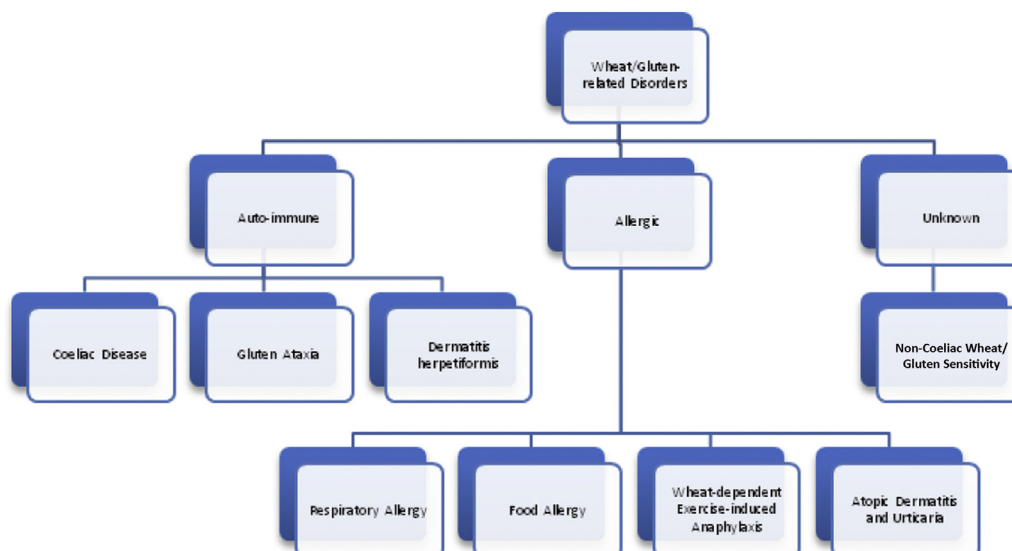 Wheat/Gluten-
related Disorders
Auto-immune
Allergic
Unknown
Coeliac Disease
Gluten Ataxia
Dermatitis
herpetiformis
Non-Coeliac Wheat/
Gluten Sensitivity
Respiratory Allergy
Food Allergy
Wheat-dependent
Exercise-induced
Anaphylaxis
Atopic Dermatitis
and Urticaria